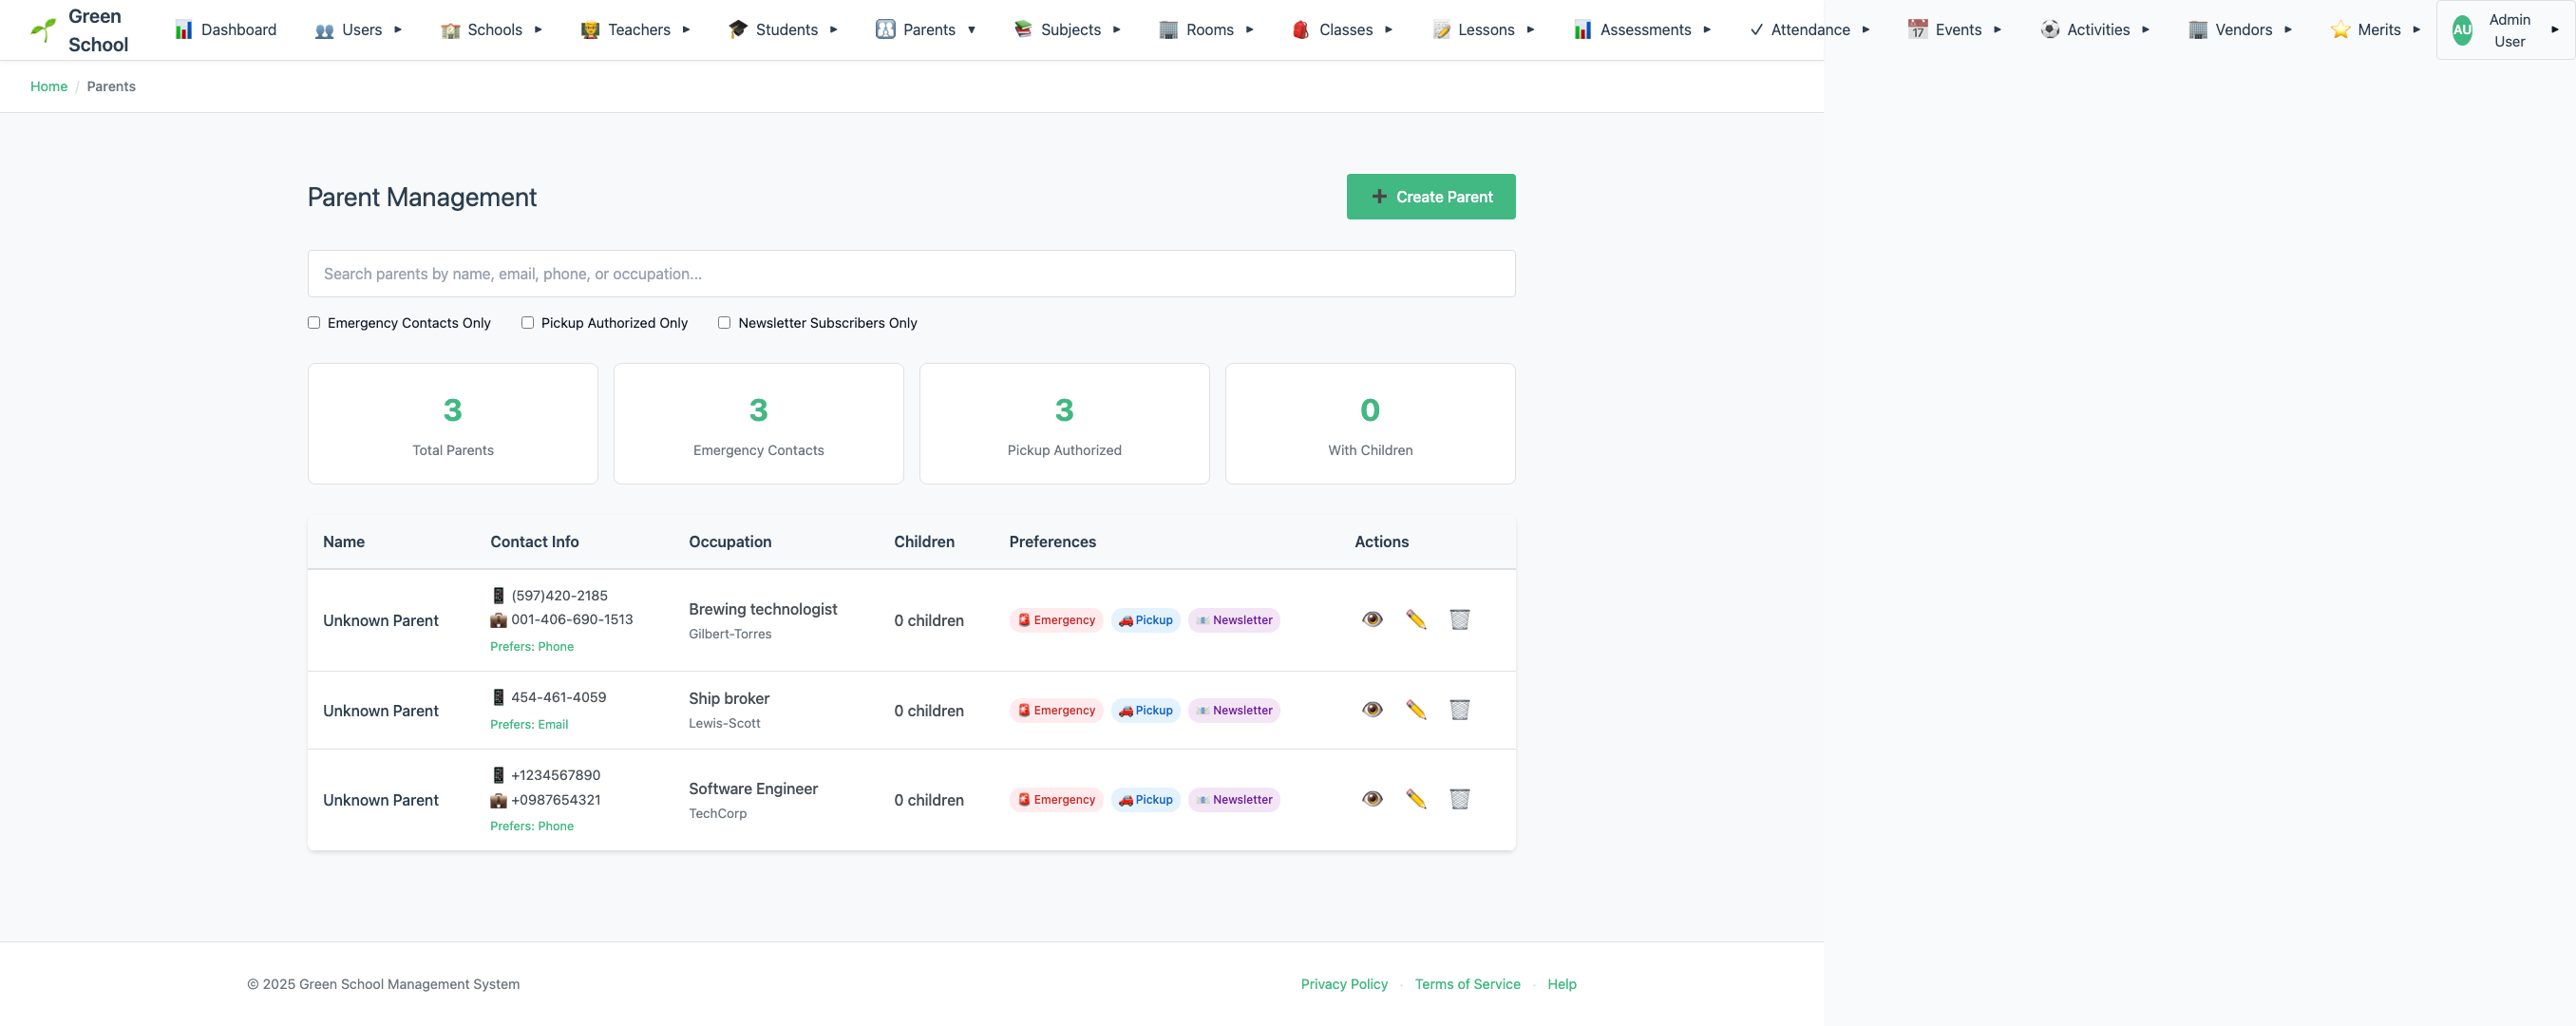 Green School
Dashboard
Users
Schools
Teachers
Students
Parents
Subjects
Rooms
Classes
Lessons
Assessments
Attendance
Events
Activities
Vendors
Merits
AU
Admin User
Home / Parents
Parent Management
Create Parent
Search parents by name, email, phone, or occupation...
Emergency Contacts Only
Pickup Authorized Only
Newsletter Subscribers Only
3
Total Parents
3
Emergency Contacts
3
Pickup Authorized
0
With Children
Name
Contact Info
Occupation
Children
Preferences
Actions
Unknown Parent
(597)420-2185
001-406-690-1513
Prefers: Phone
Brewing technologist
Gilbert-Torres
0 children
Emergency
Pickup
Newsletter
Unknown Parent
454-461-4059
Prefers: Email
Ship broker
Lewis-Scott
0 children
Emergency
Pickup
Newsletter
Unknown Parent
+1234567890
+0987654321
Prefers: Phone
Software Engineer
TechCorp
0 children
Emergency
Pickup
Newsletter
© 2025 Green School Management System
Privacy Policy · Terms of Service · Help